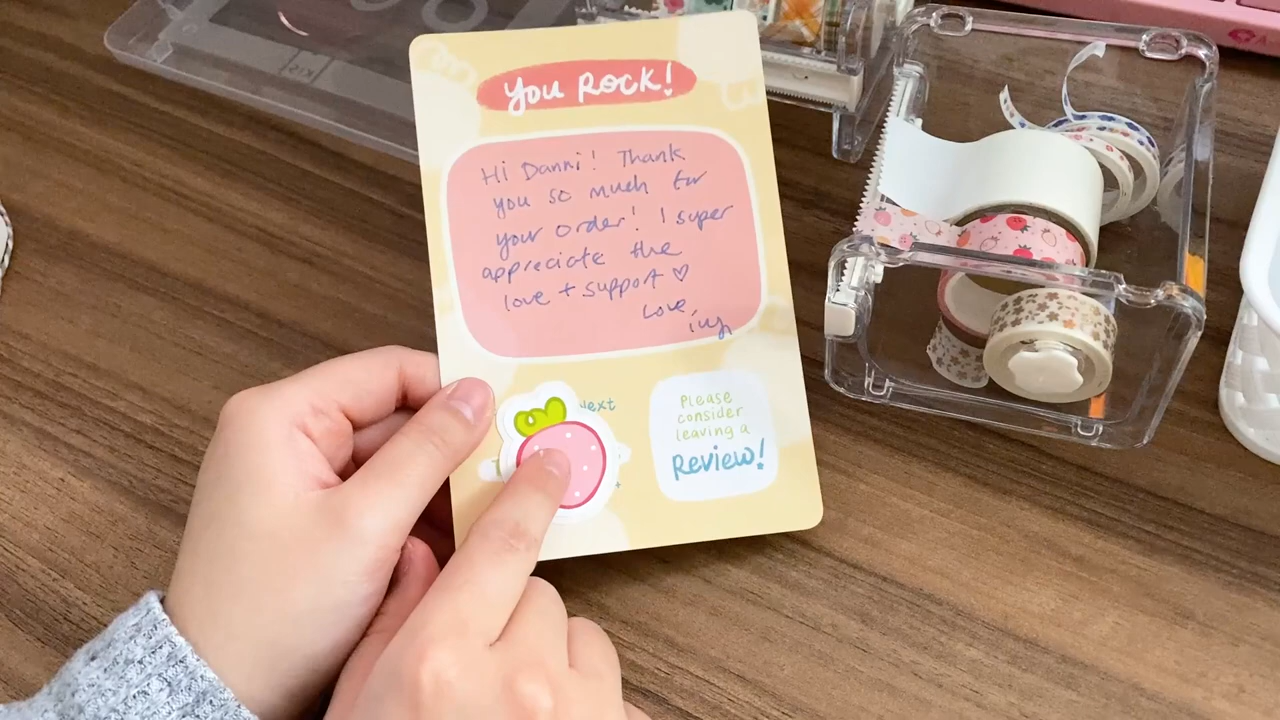 You Rock!
Hi Danni! Thank
you so much for
your order! I super
appreciate the
love + support ♡
Love,
ivy
Please
consider
leaving a
Review!